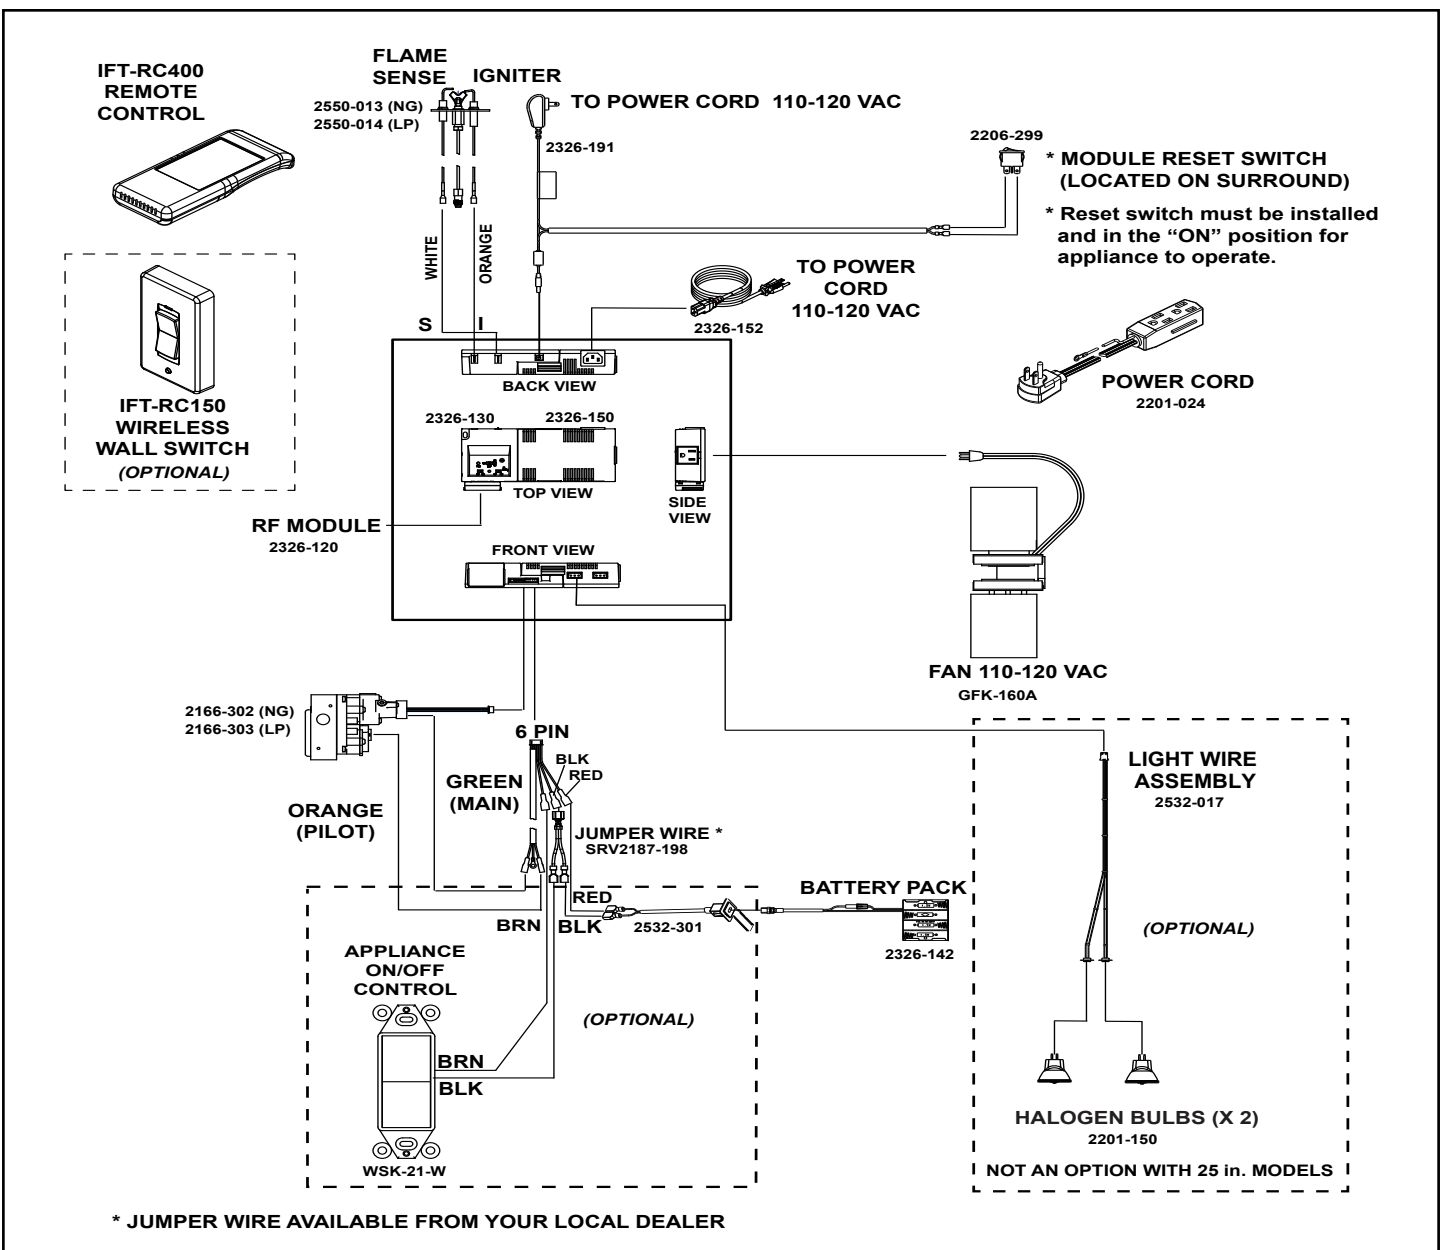 IFT-RC400
REMOTE
CONTROL
FLAME
SENSE
IGNITER
2550-013 (NG)
2550-014 (LP)
TO POWER CORD 110-120 VAC
2326-191
2206-299
* MODULE RESET SWITCH
(LOCATED ON SURROUND)
* Reset switch must be installed
and in the “ON” position for
appliance to operate.
WHITE
ORANGE
S
I
TO POWER
CORD
110-120 VAC
2326-152
POWER CORD
2201-024
IFT-RC150
WIRELESS
WALL SWITCH
(OPTIONAL)
BACK VIEW
2326-130
2326-150
TOP VIEW
SIDE
VIEW
RF MODULE
2326-120
FRONT VIEW
FAN 110-120 VAC
GFK-160A
2166-302 (NG)
2166-303 (LP)
6 PIN
BLK
RED
GREEN
(MAIN)
ORANGE
(PILOT)
JUMPER WIRE *
SRV2187-198
LIGHT WIRE
ASSEMBLY
2532-017
RED
BRN
BLK
2532-301
BATTERY PACK
2326-142
(OPTIONAL)
APPLIANCE
ON/OFF
CONTROL
(OPTIONAL)
BRN
BLK
WSK-21-W
HALOGEN BULBS (X 2)
2201-150
NOT AN OPTION WITH 25 in. MODELS
* JUMPER WIRE AVAILABLE FROM YOUR LOCAL DEALER